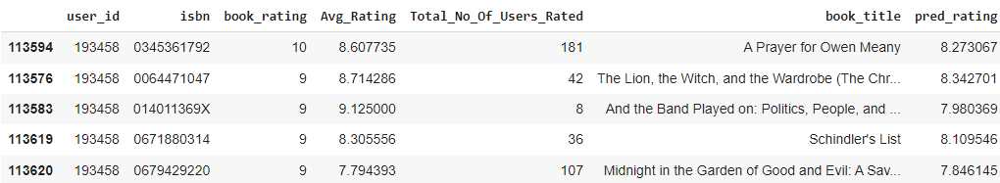 user_id isbn book_rating Avg_Rating Total_No_Of_Users_Rated book_title pred_rating
113594 193458 0345361792 10 8.607735 181 A Prayer for Owen Meany 8.273067
113576 193458 0064471047 9 8.714286 42 The Lion, the Witch, and the Wardrobe (The Chr... 8.342701
113583 193458 014011369X 9 9.125000 8 And the Band Played on: Politics, People, and ... 7.980369
113619 193458 0671880314 9 8.305556 36 Schindler's List 8.109546
113620 193458 0679429220 9 7.794393 107 Midnight in the Garden of Good and Evil: A Sav... 7.846145